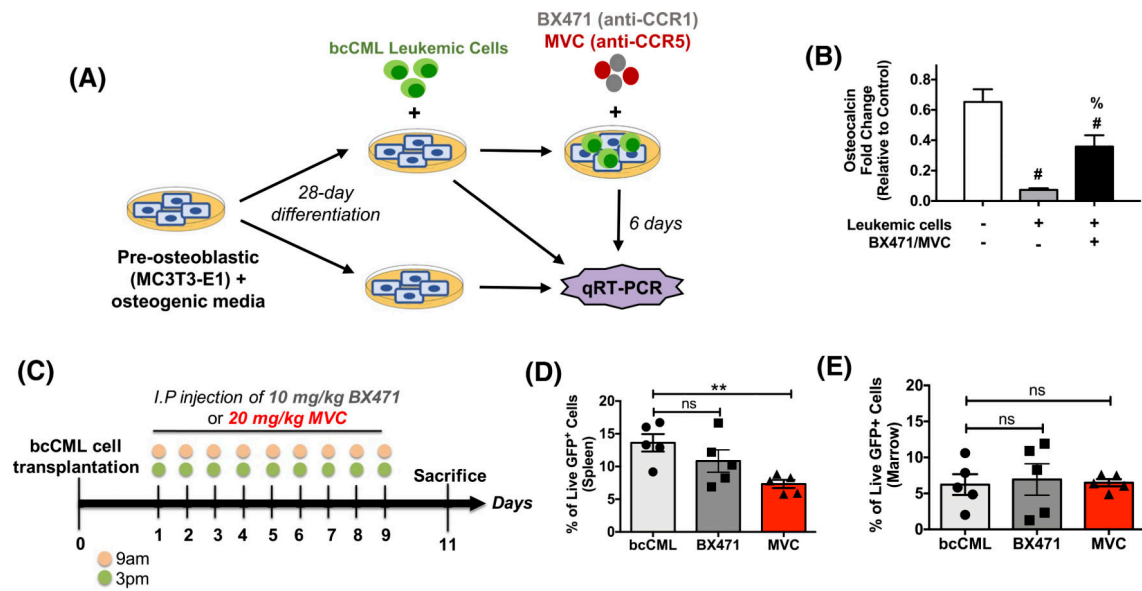 (A)
bcCML Leukemic Cells
+
BX471 (anti-CCR1)
MVC (anti-CCR5)
+
28-day
differentiation
6 days
Pre-osteoblastic
(MC3T3-E1) +
osteogenic media
qRT-PCR
(B)
Osteocalcin
Fold Change
(Relative to Control)
0.8
0.6
0.4
0.2
0.0
#
%
#
Leukemic cells - + +
BX471/MVC - - +
(C)
I.P injection of 10 mg/kg BX471
or 20 mg/kg MVC
bcCML cell
transplantation
Sacrifice
Days
0 1 2 3 4 5 6 7 8 9 11
9am
3pm
(D)
% of Live GFP⁺ Cells
(Spleen)
20
15
10
5
0
**
ns
bcCML BX471 MVC
(E)
% of Live GFP+ Cells
(Marrow)
20
15
10
5
0
ns
ns
bcCML BX471 MVC